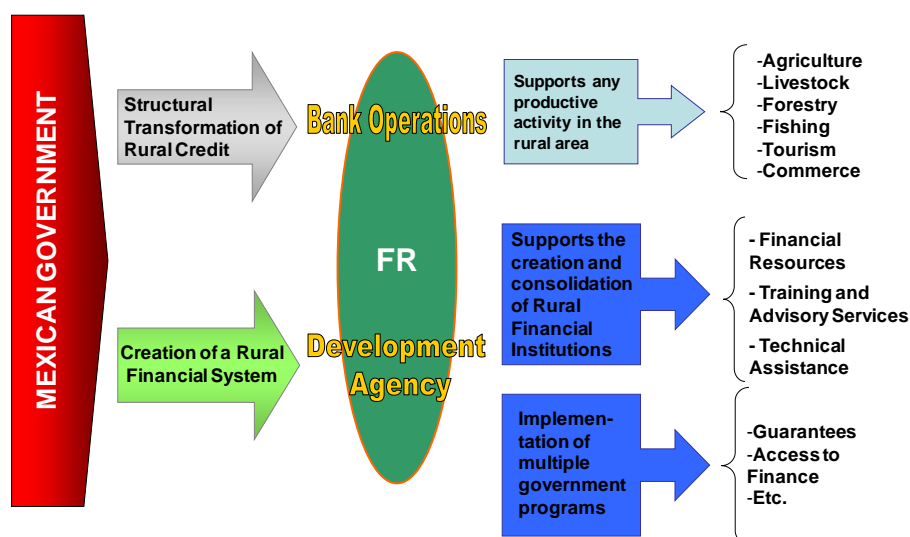 MEXICAN GOVERNMENT
Structural
Transformation of
Rural Credit
Creation of a Rural
Financial System
Bank Operations
FR
Development
Agency
Supports any
productive
activity in the
rural area
-Agriculture
-Livestock
-Forestry
-Fishing
-Tourism
-Commerce
Supports the
creation and
consolidation
of Rural
Financial
Institutions
- Financial
Resources
- Training and
Advisory Services
- Technical
Assistance
Implemen-
tation of
multiple
government
programs
-Guarantees
-Access to
Finance
-Etc.